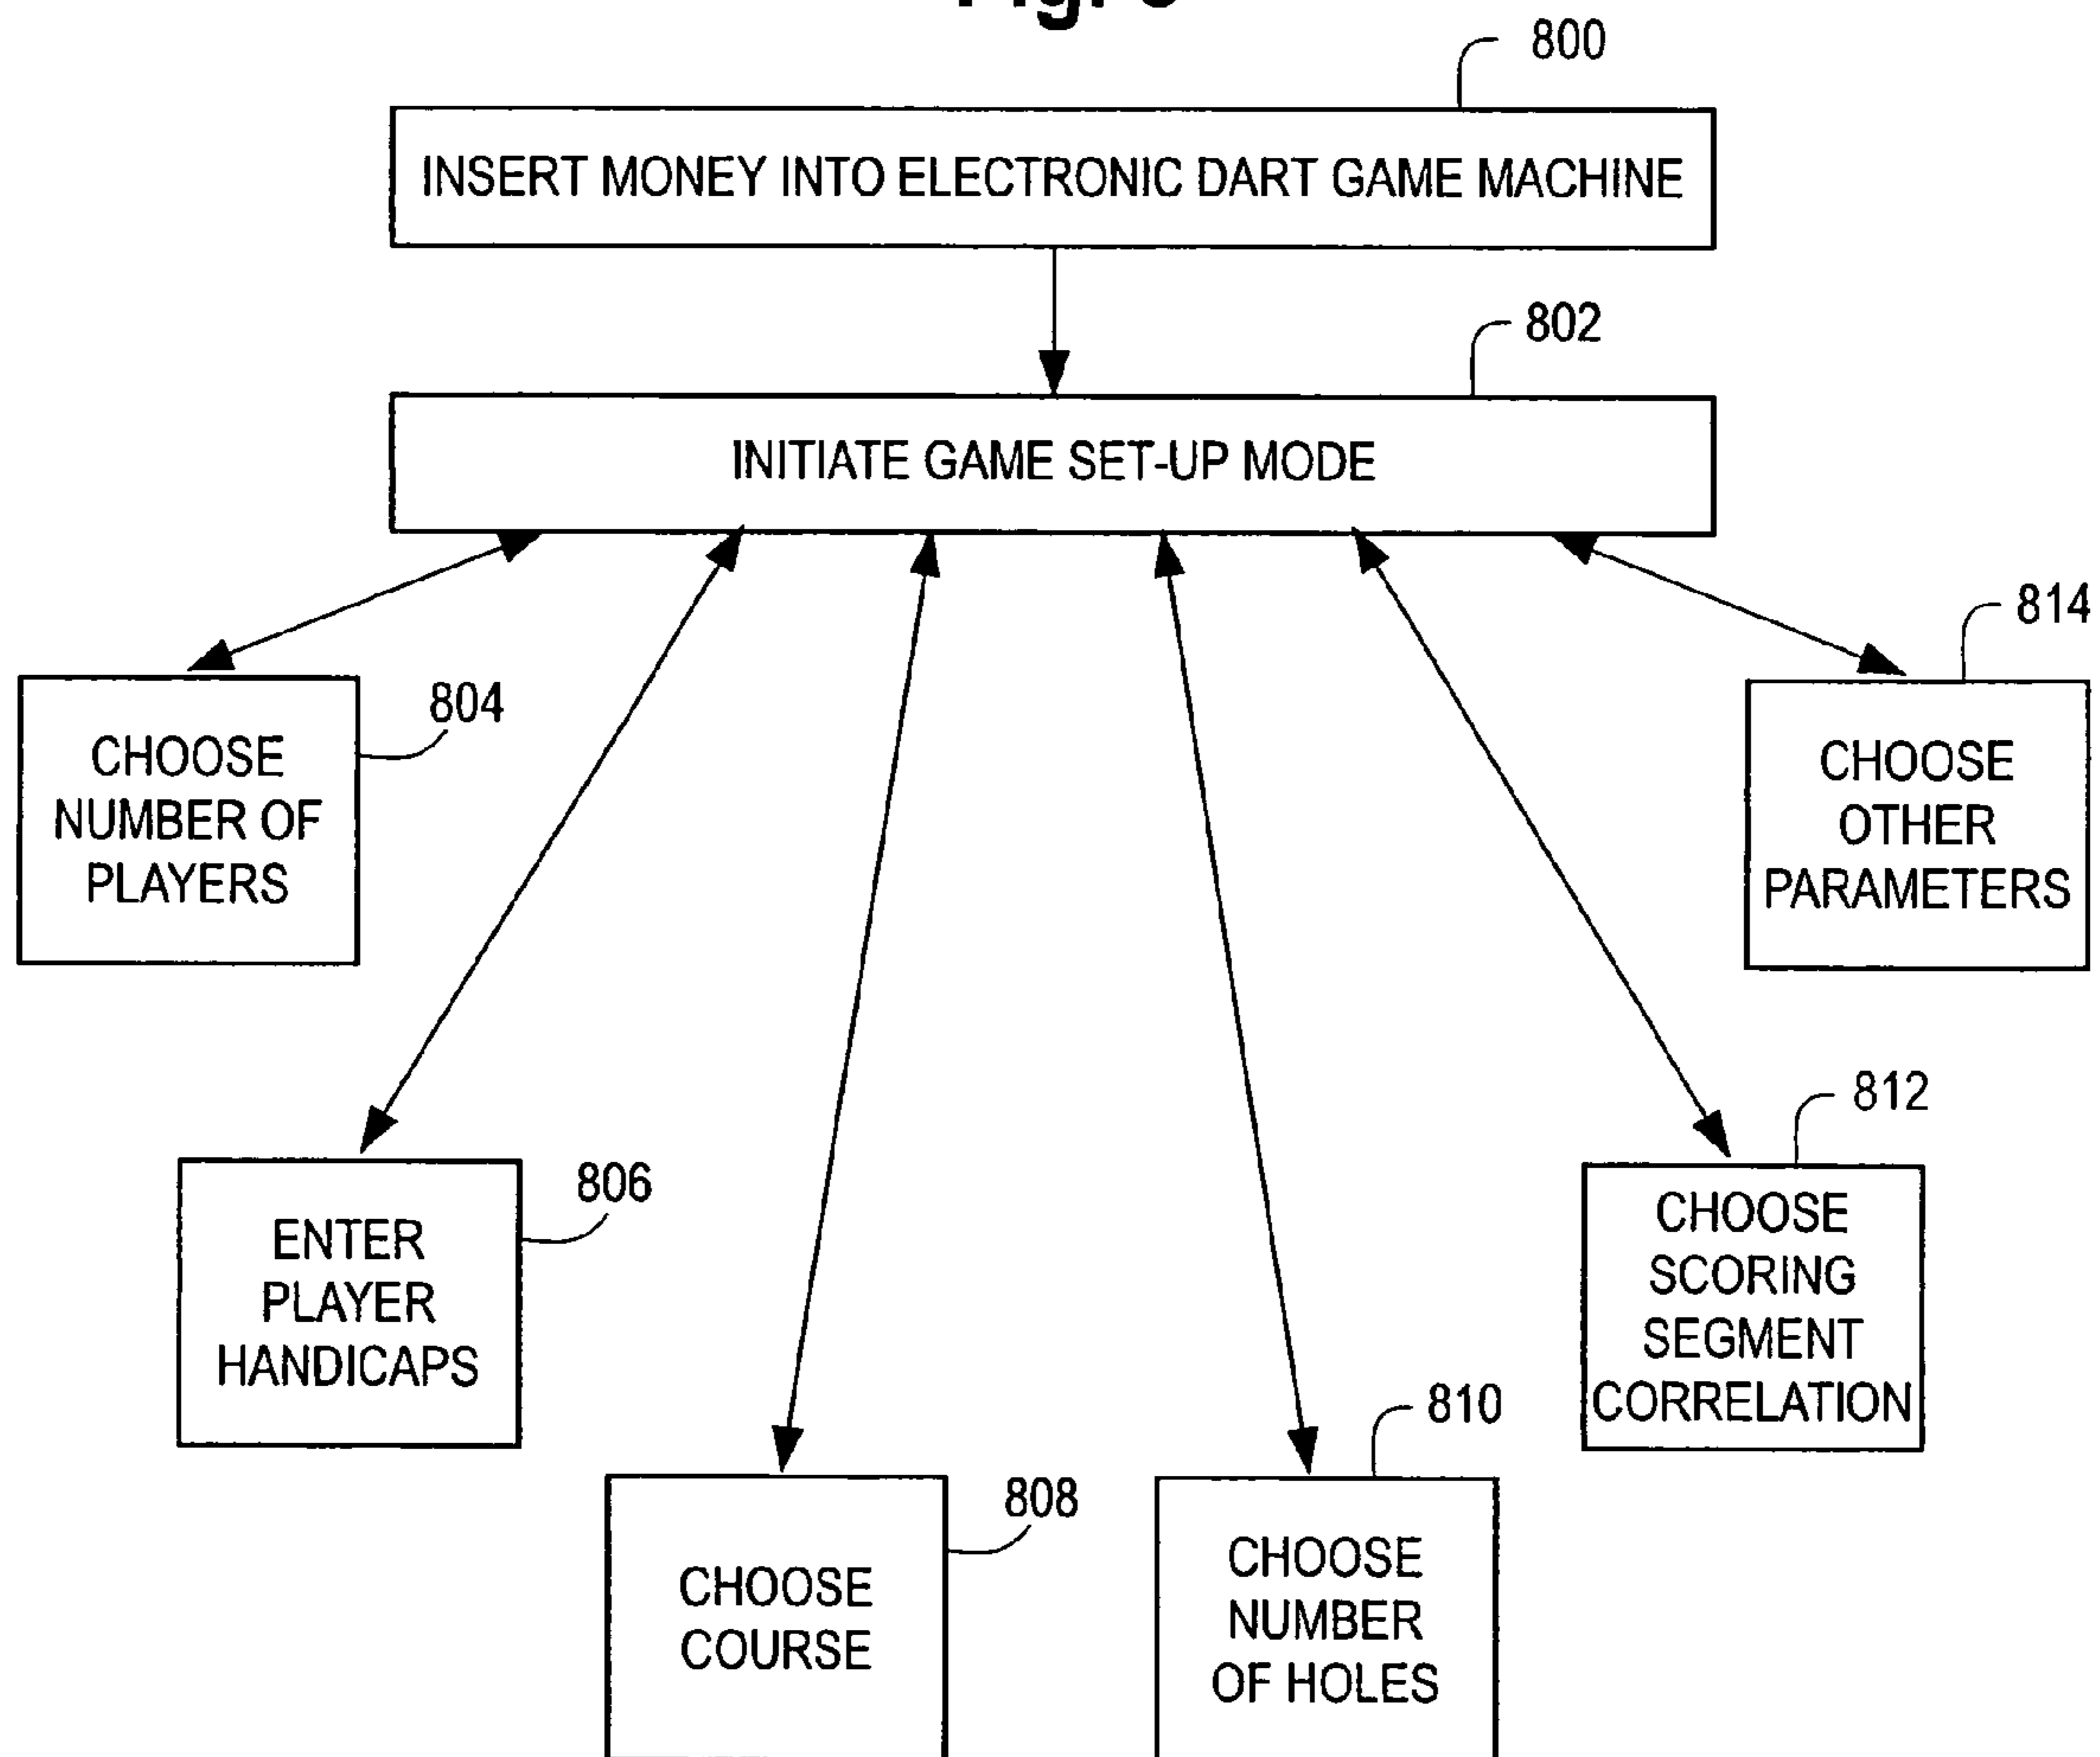 800
INSERT MONEY INTO ELECTRONIC DART GAME MACHINE
802
INITIATE GAME SET-UP MODE
814
804
CHOOSE
NUMBER OF
PLAYERS
CHOOSE
OTHER
PARAMETERS
812
806
ENTER
PLAYER
HANDICAPS
CHOOSE
SCORING
SEGMENT
CORRELATION
810
808
CHOOSE
COURSE
CHOOSE
NUMBER
OF HOLES